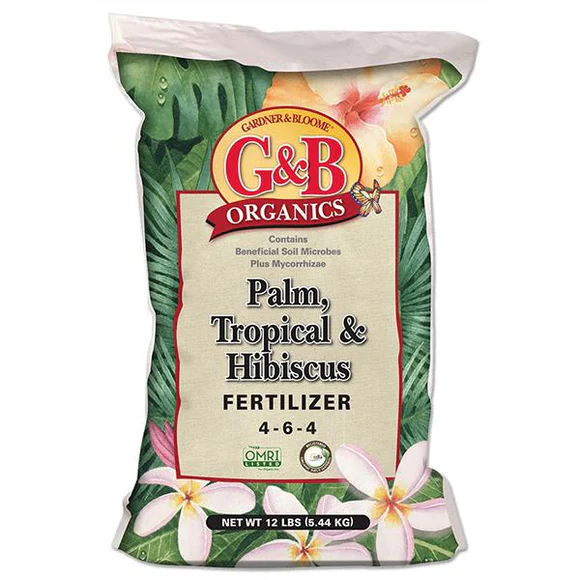 GARDNER & BLOOME®
G&B
ORGANICS
Contains
Beneficial Soil Microbes
Plus Mycorrhizae
Palm,
Tropical &
Hibiscus
FERTILIZER
4-6-4
OMRI
LISTED
NET WT 12 LBS (5.44 KG)